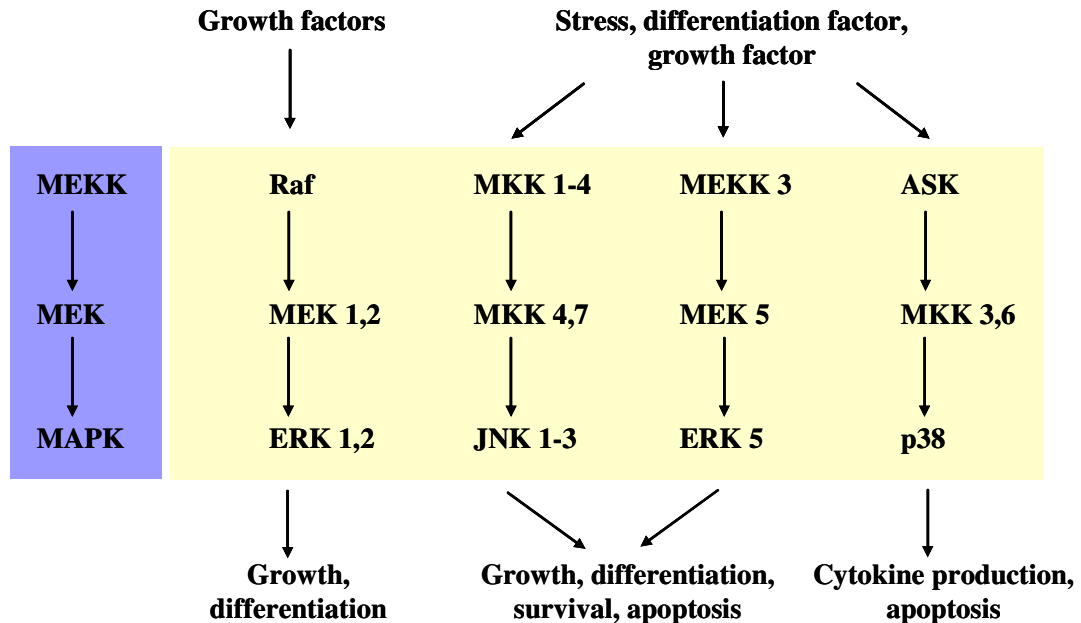 Growth factors
Stress, differentiation factor,
growth factor
MEKK
Raf
MKK 1-4
MEKK 3
ASK
MEK
MEK 1,2
MKK 4,7
MEK 5
MKK 3,6
MAPK
ERK 1,2
JNK 1-3
ERK 5
p38
Growth,
differentiation
Growth, differentiation,
survival, apoptosis
Cytokine production,
apoptosis